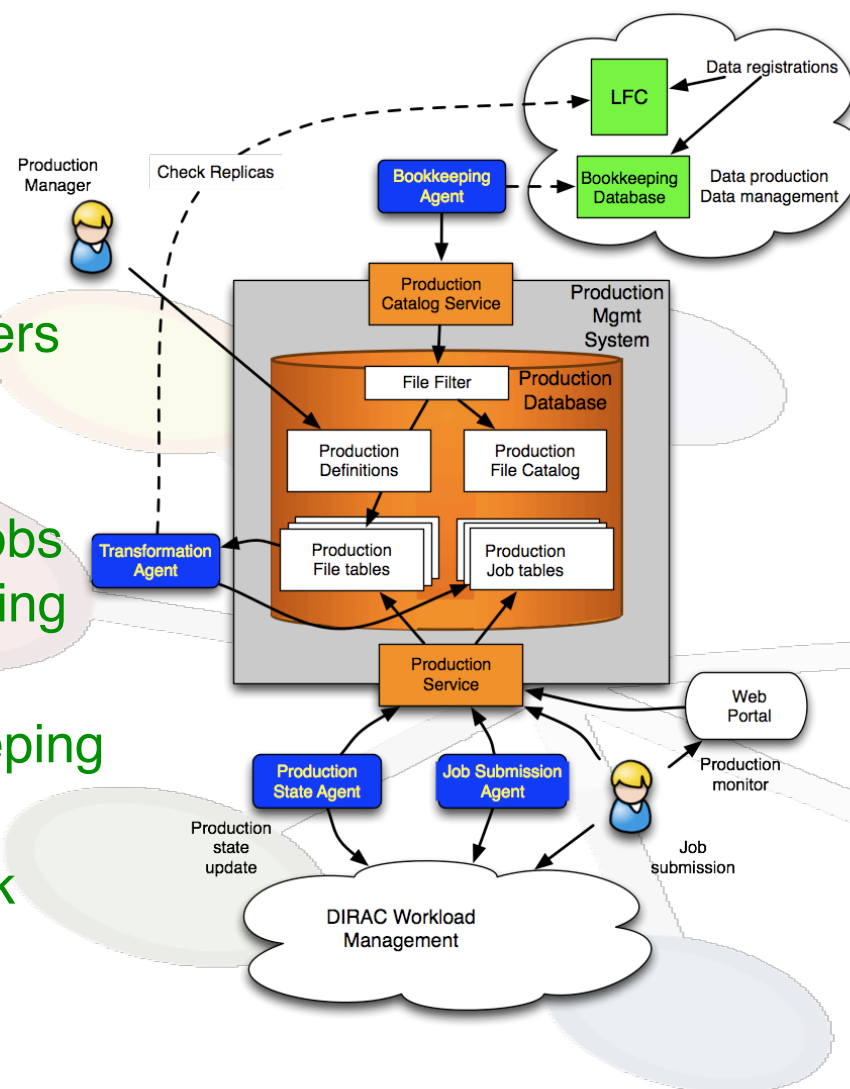 Data registrations
LFC
Production
Manager
Check Replicas
Bookkeeping
Agent
Bookkeeping
Database
Data production
Data management
Production
Catalog Service
Production
Mgmt
System
ers
File Filter
Production
Database
Production
Definitions
Production
File Catalog
obs
ing
Transformation
Agent
Production
File tables
Production
Job tables
Production
Service
Web
Portal
eping
Production
State Agent
Job Submission
Agent
Production
monitor
Production
state
update
Job
submission
k
DIRAC Workload
Management